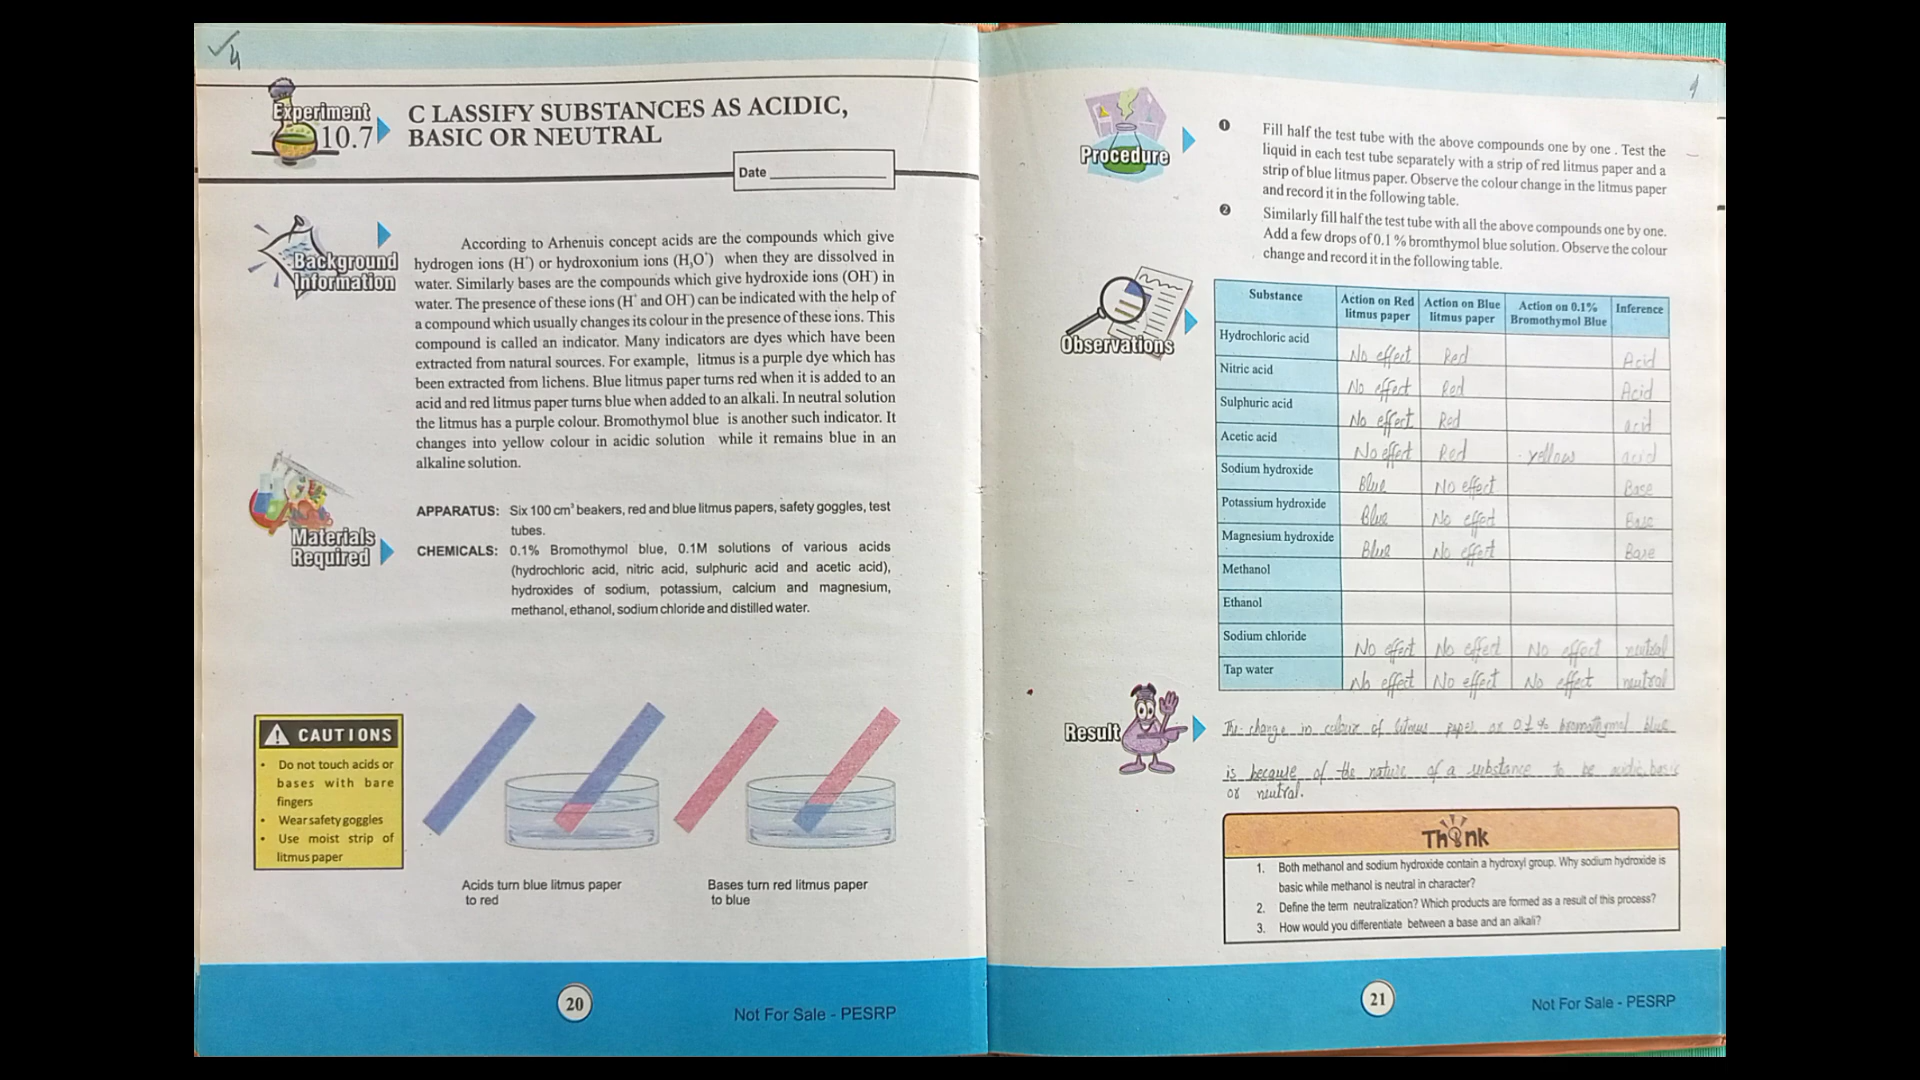 4
Experiment
10.7
C LASSIFY SUBSTANCES AS ACIDIC,
BASIC OR NEUTRAL
Date
Background
Information
According to Arhenuis concept acids are the compounds which give
hydrogen ions (H⁺) or hydroxonium ions (H₃O⁺) when they are dissolved in
water. Similarly bases are the compounds which give hydroxide ions (OH⁻) in
water. The presence of these ions (H⁺ and OH⁻) can be indicated with the help of
a compound which usually changes its colour in the presence of these ions. This
compound is called an indicator. Many indicators are dyes which have been
extracted from natural sources. For example, litmus is a purple dye which has
been extracted from lichens. Blue litmus paper turns red when it is added to an
acid and red litmus paper turns blue when added to an alkali. In neutral solution
the litmus has a purple colour. Bromothymol blue is another such indicator. It
changes into yellow colour in acidic solution while it remains blue in an
alkaline solution.
Materials
Required
APPARATUS: Six 100 cm³ beakers, red and blue litmus papers, safety goggles, test
tubes.
CHEMICALS: 0.1% Bromothymol blue, 0.1M solutions of various acids
(hydrochloric acid, nitric acid, sulphuric acid and acetic acid),
hydroxides of sodium, potassium, calcium and magnesium,
methanol, ethanol, sodium chloride and distilled water.
CAUTIONS
• Do not touch acids or
bases with bare
fingers
• Wear safety goggles
• Use moist strip of
litmus paper
Acids turn blue litmus paper
to red
Bases turn red litmus paper
to blue
20
Not For Sale - PESRP
Procedure
❶ Fill half the test tube with the above compounds one by one . Test the
liquid in each test tube separately with a strip of red litmus paper and a
strip of blue litmus paper. Observe the colour change in the litmus paper
and record it in the following table.
❷ Similarly fill half the test tube with all the above compounds one by one.
Add a few drops of 0.1 % bromthymol blue solution. Observe the colour
change and record it in the following table.
Observations
Substance Action on Red litmus paper Action on Blue litmus paper Action on 0.1% Bromothymol Blue Inference
Hydrochloric acid No effect Red Acid
Nitric acid No effect Red Acid
Sulphuric acid No effect Red acid
Acetic acid No effect Red yellow acid
Sodium hydroxide Blue No effect Base
Potassium hydroxide Blue No effect Base
Magnesium hydroxide Blue No effect Base
Methanol
Ethanol
Sodium chloride No effect No effect No effect neutral
Tap water No effect No effect No effect neutral
Result
The change in colour of litmus paper or 0.1% bromothymol blue
is because of the nature of a substance to be acidic, basic
or neutral.
Think
1. Both methanol and sodium hydroxide contain a hydroxyl group. Why sodium hydroxide is
basic while methanol is neutral in character?
2. Define the term neutralization? Which products are formed as a result of this process?
3. How would you differentiate between a base and an alkali?
21
Not For Sale - PESRP